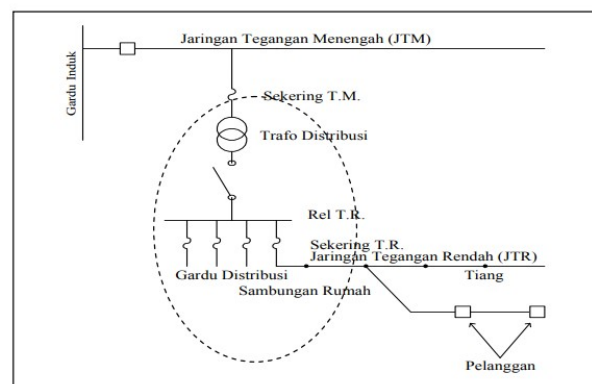 Jaringan Tegangan Menengah (JTM)
Gardu Induk
Sekering T.M.
Trafo Distribusi
Rel T.R.
Sekering T.R.
Jaringan Tegangan Rendah (JTR)
Gardu Distribusi
Tiang
Sambungan Rumah
Pelanggan